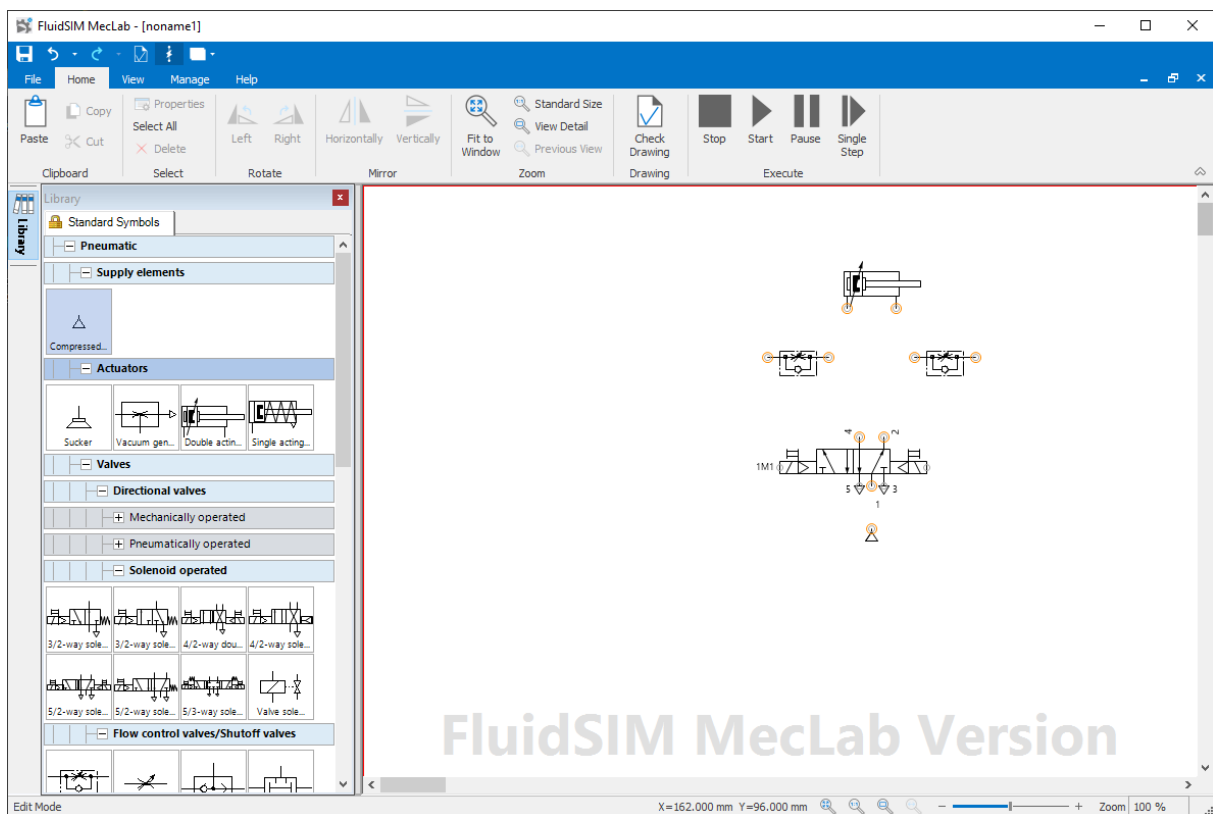 FluidSIM MecLab - [noname1]
File Home View Manage Help
Paste
Copy
Cut
Clipboard
Properties
Select All
Delete
Select
Left Right
Rotate
Horizontally Vertically
Mirror
Fit to Window
Standard Size
View Detail
Previous View
Zoom
Check Drawing
Drawing
Stop Start Pause Single Step
Execute
Library
Library
Standard Symbols
Pneumatic
Supply elements
Compressed...
Actuators
Sucker Vacuum gen... Double actin... Single acting...
Valves
Directional valves
Mechanically operated
Pneumatically operated
Solenoid operated
3/2-way sole... 3/2-way sole... 4/2-way dou... 4/2-way sole...
5/2-way sole... 5/2-way sole... 5/3-way sole... Valve sole...
Flow control valves/Shutoff valves
4 2
1M1
5 3
1
FluidSIM MecLab Version
Edit Mode
X=162.000 mm Y=96.000 mm
Zoom 100 %